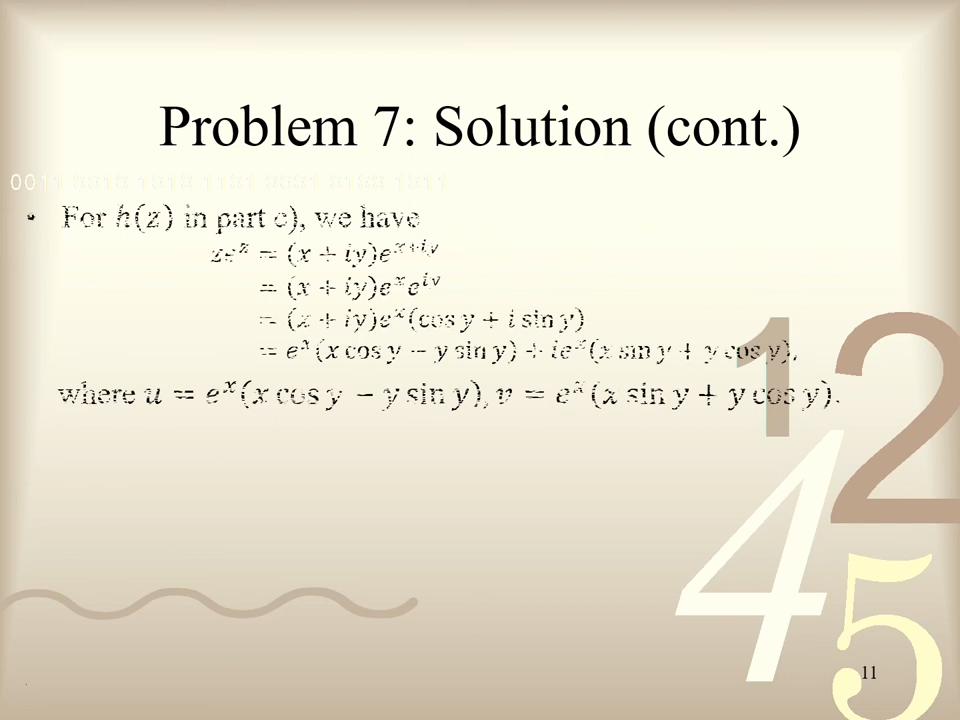 Problem 7: Solution (cont.)
0011 0010 1010 1101 0001 0100 1011
• For h(z) in part c), we have
ze^z = (x + iy)e^{x+iy}
= (x + iy)e^x e^{iy}
= (x + iy)e^x(cos y + i sin y)
= e^x(x cos y − y sin y) + ie^x(x sin y + y cos y),
where u = e^x(x cos y − y sin y), v = e^x(x sin y + y cos y).
1 2
4
5
11